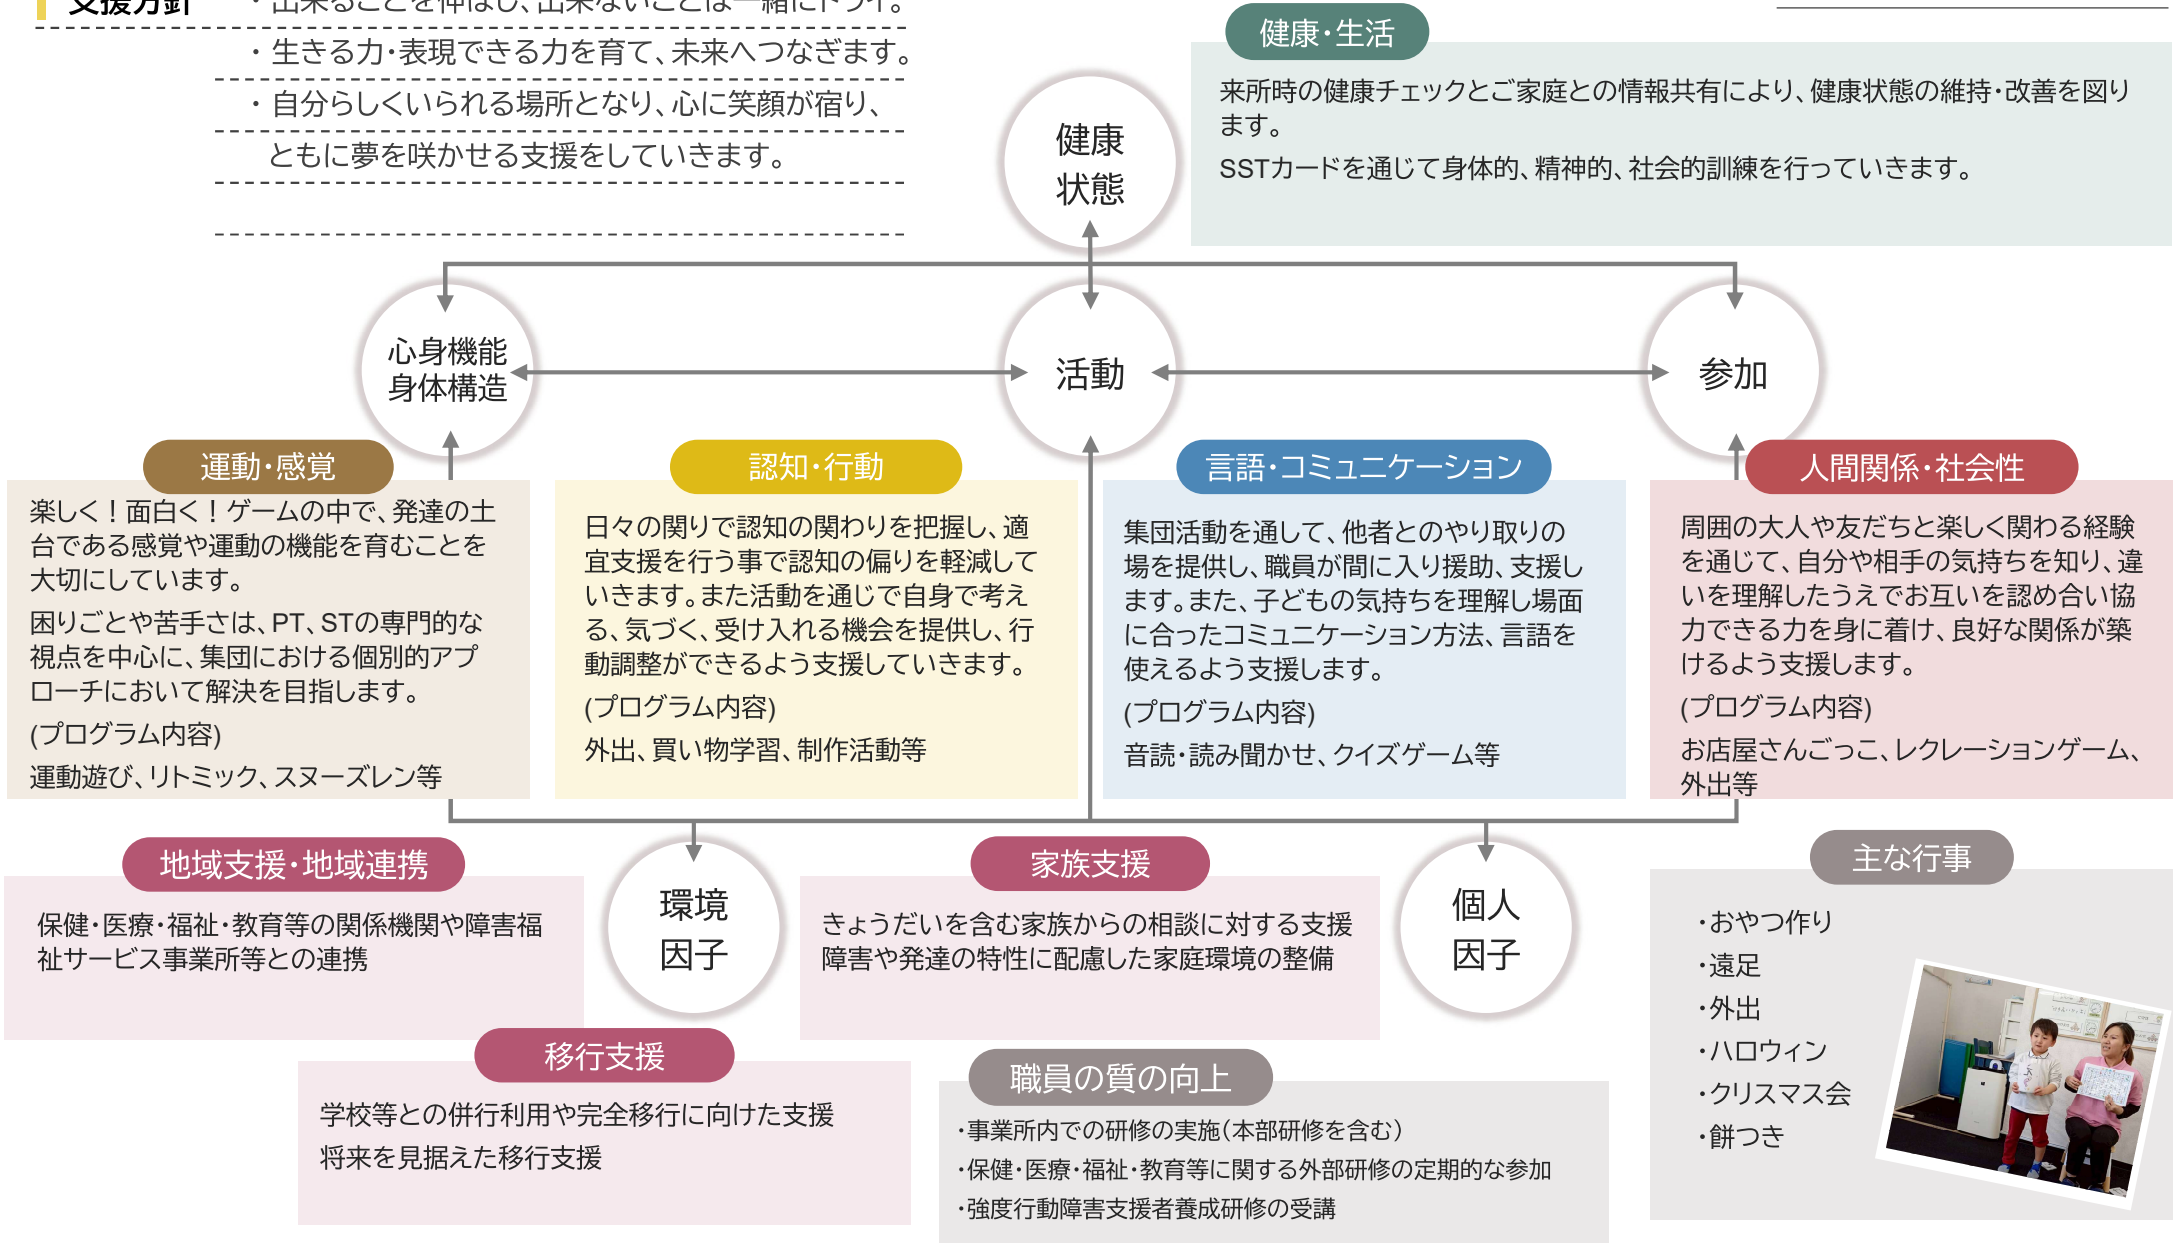 支援方針
・出来ることを伸ばし、出来ないことは一緒にトライ。
・生きる力・表現できる力を育て、未来へつなぎます。
・自分らしくいられる場所となり、心に笑顔が宿り、
ともに夢を咲かせる支援をしていきます。
健康・生活
来所時の健康チェックとご家庭との情報共有により、健康状態の維持・改善を図り
ます。
SSTカードを通じて身体的、精神的、社会的訓練を行っていきます。
健康
状態
心身機能
身体構造
活動
参加
運動・感覚
楽しく！面白く！ゲームの中で、発達の土
台である感覚や運動の機能を育むことを
大切にしています。
困りごとや苦手さは、PT、STの専門的な
視点を中心に、集団における個別的アプ
ローチにおいて解決を目指します。
(プログラム内容)
運動遊び、リトミック、スヌーズレン等
認知・行動
日々の関りで認知の関わりを把握し、適
宜支援を行う事で認知の偏りを軽減して
いきます。また活動を通じで自身で考え
る、気づく、受け入れる機会を提供し、行
動調整ができるよう支援していきます。
(プログラム内容)
外出、買い物学習、制作活動等
言語・コミュニケーション
集団活動を通して、他者とのやり取りの
場を提供し、職員が間に入り援助、支援し
ます。また、子どもの気持ちを理解し場面
に合ったコミュニケーション方法、言語を
使えるよう支援します。
(プログラム内容)
音読・読み聞かせ、クイズゲーム等
人間関係・社会性
周囲の大人や友だちと楽しく関わる経験
を通じて、自分や相手の気持ちを知り、違
いを理解したうえでお互いを認め合い協
力できる力を身に着け、良好な関係が築
けるよう支援します。
(プログラム内容)
お店屋さんごっこ、レクレーションゲーム、
外出等
地域支援・地域連携
保健・医療・福祉・教育等の関係機関や障害福
祉サービス事業所等との連携
環境
因子
家族支援
きょうだいを含む家族からの相談に対する支援
障害や発達の特性に配慮した家庭環境の整備
個人
因子
主な行事
・おやつ作り
・遠足
・外出
・ハロウィン
・クリスマス会
・餅つき
移行支援
学校等との併行利用や完全移行に向けた支援
将来を見据えた移行支援
職員の質の向上
・事業所内での研修の実施（本部研修を含む）
・保健・医療・福祉・教育等に関する外部研修の定期的な参加
・強度行動障害支援者養成研修の受講